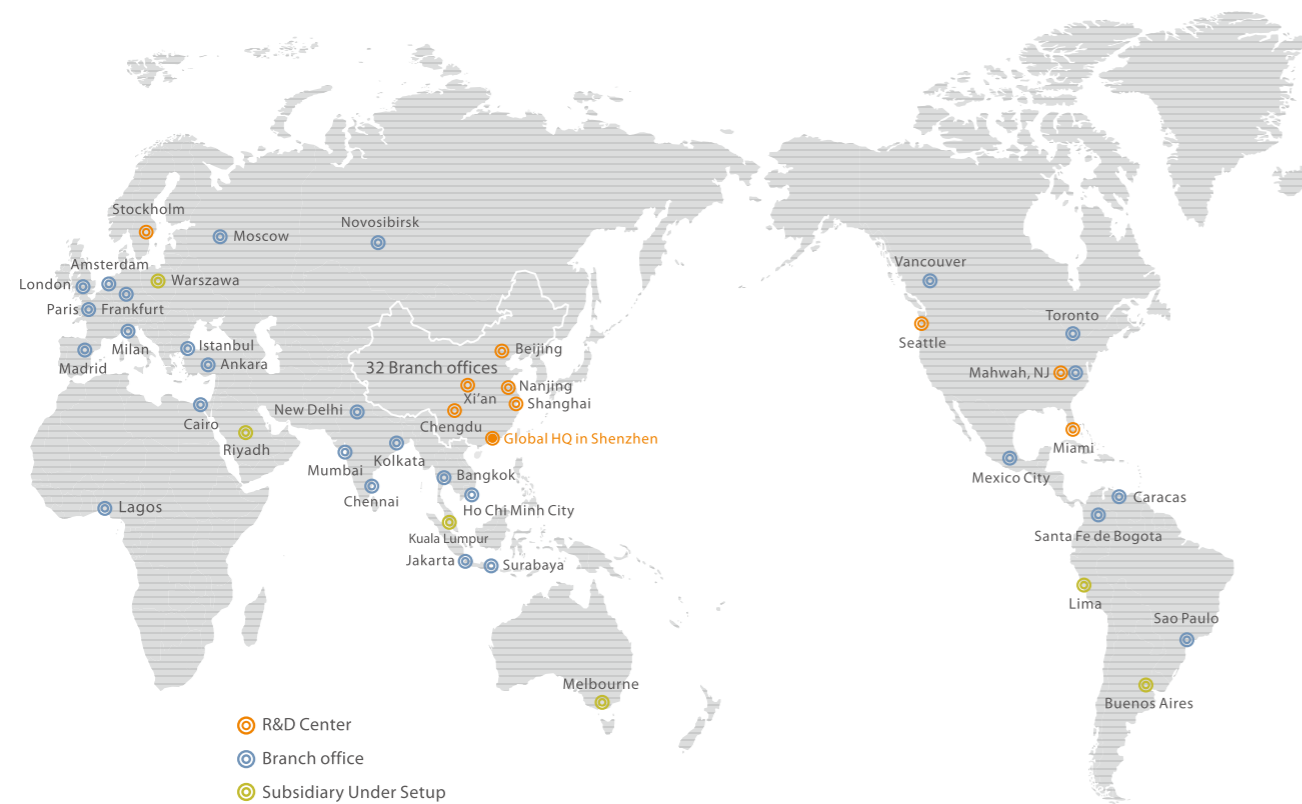 Stockholm
Moscow
Novosibirsk
Amsterdam
London
Warszawa
Paris
Frankfurt
Milan
Istanbul
Madrid
Ankara
Cairo
Riyadh
Lagos
New Delhi
Mumbai
Kolkata
Chennai
32 Branch offices
Beijing
Xi'an
Nanjing
Shanghai
Chengdu
Global HQ in Shenzhen
Bangkok
Ho Chi Minh City
Kuala Lumpur
Jakarta
Surabaya
Melbourne
Vancouver
Seattle
Toronto
Mahwah, NJ
Miami
Mexico City
Caracas
Santa Fe de Bogota
Lima
Sao Paulo
Buenos Aires
R&D Center
Branch office
Subsidiary Under Setup